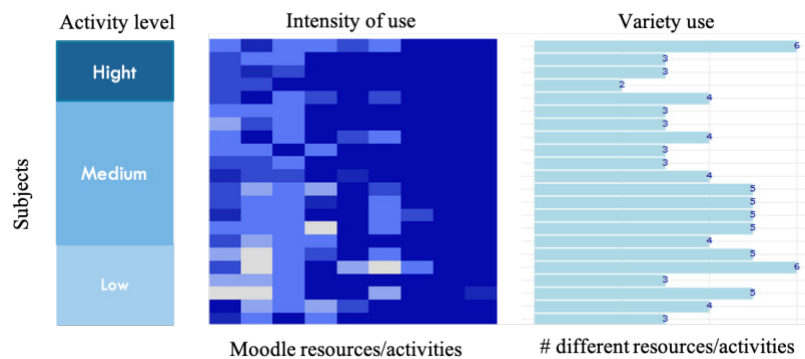 Activity level
Intensity of use
Variety use
Hight
Medium
Low
Subjects
6
3
3
2
4
3
3
4
3
3
4
5
5
5
5
4
5
6
3
5
4
3
Moodle resources/activities
# different resources/activities